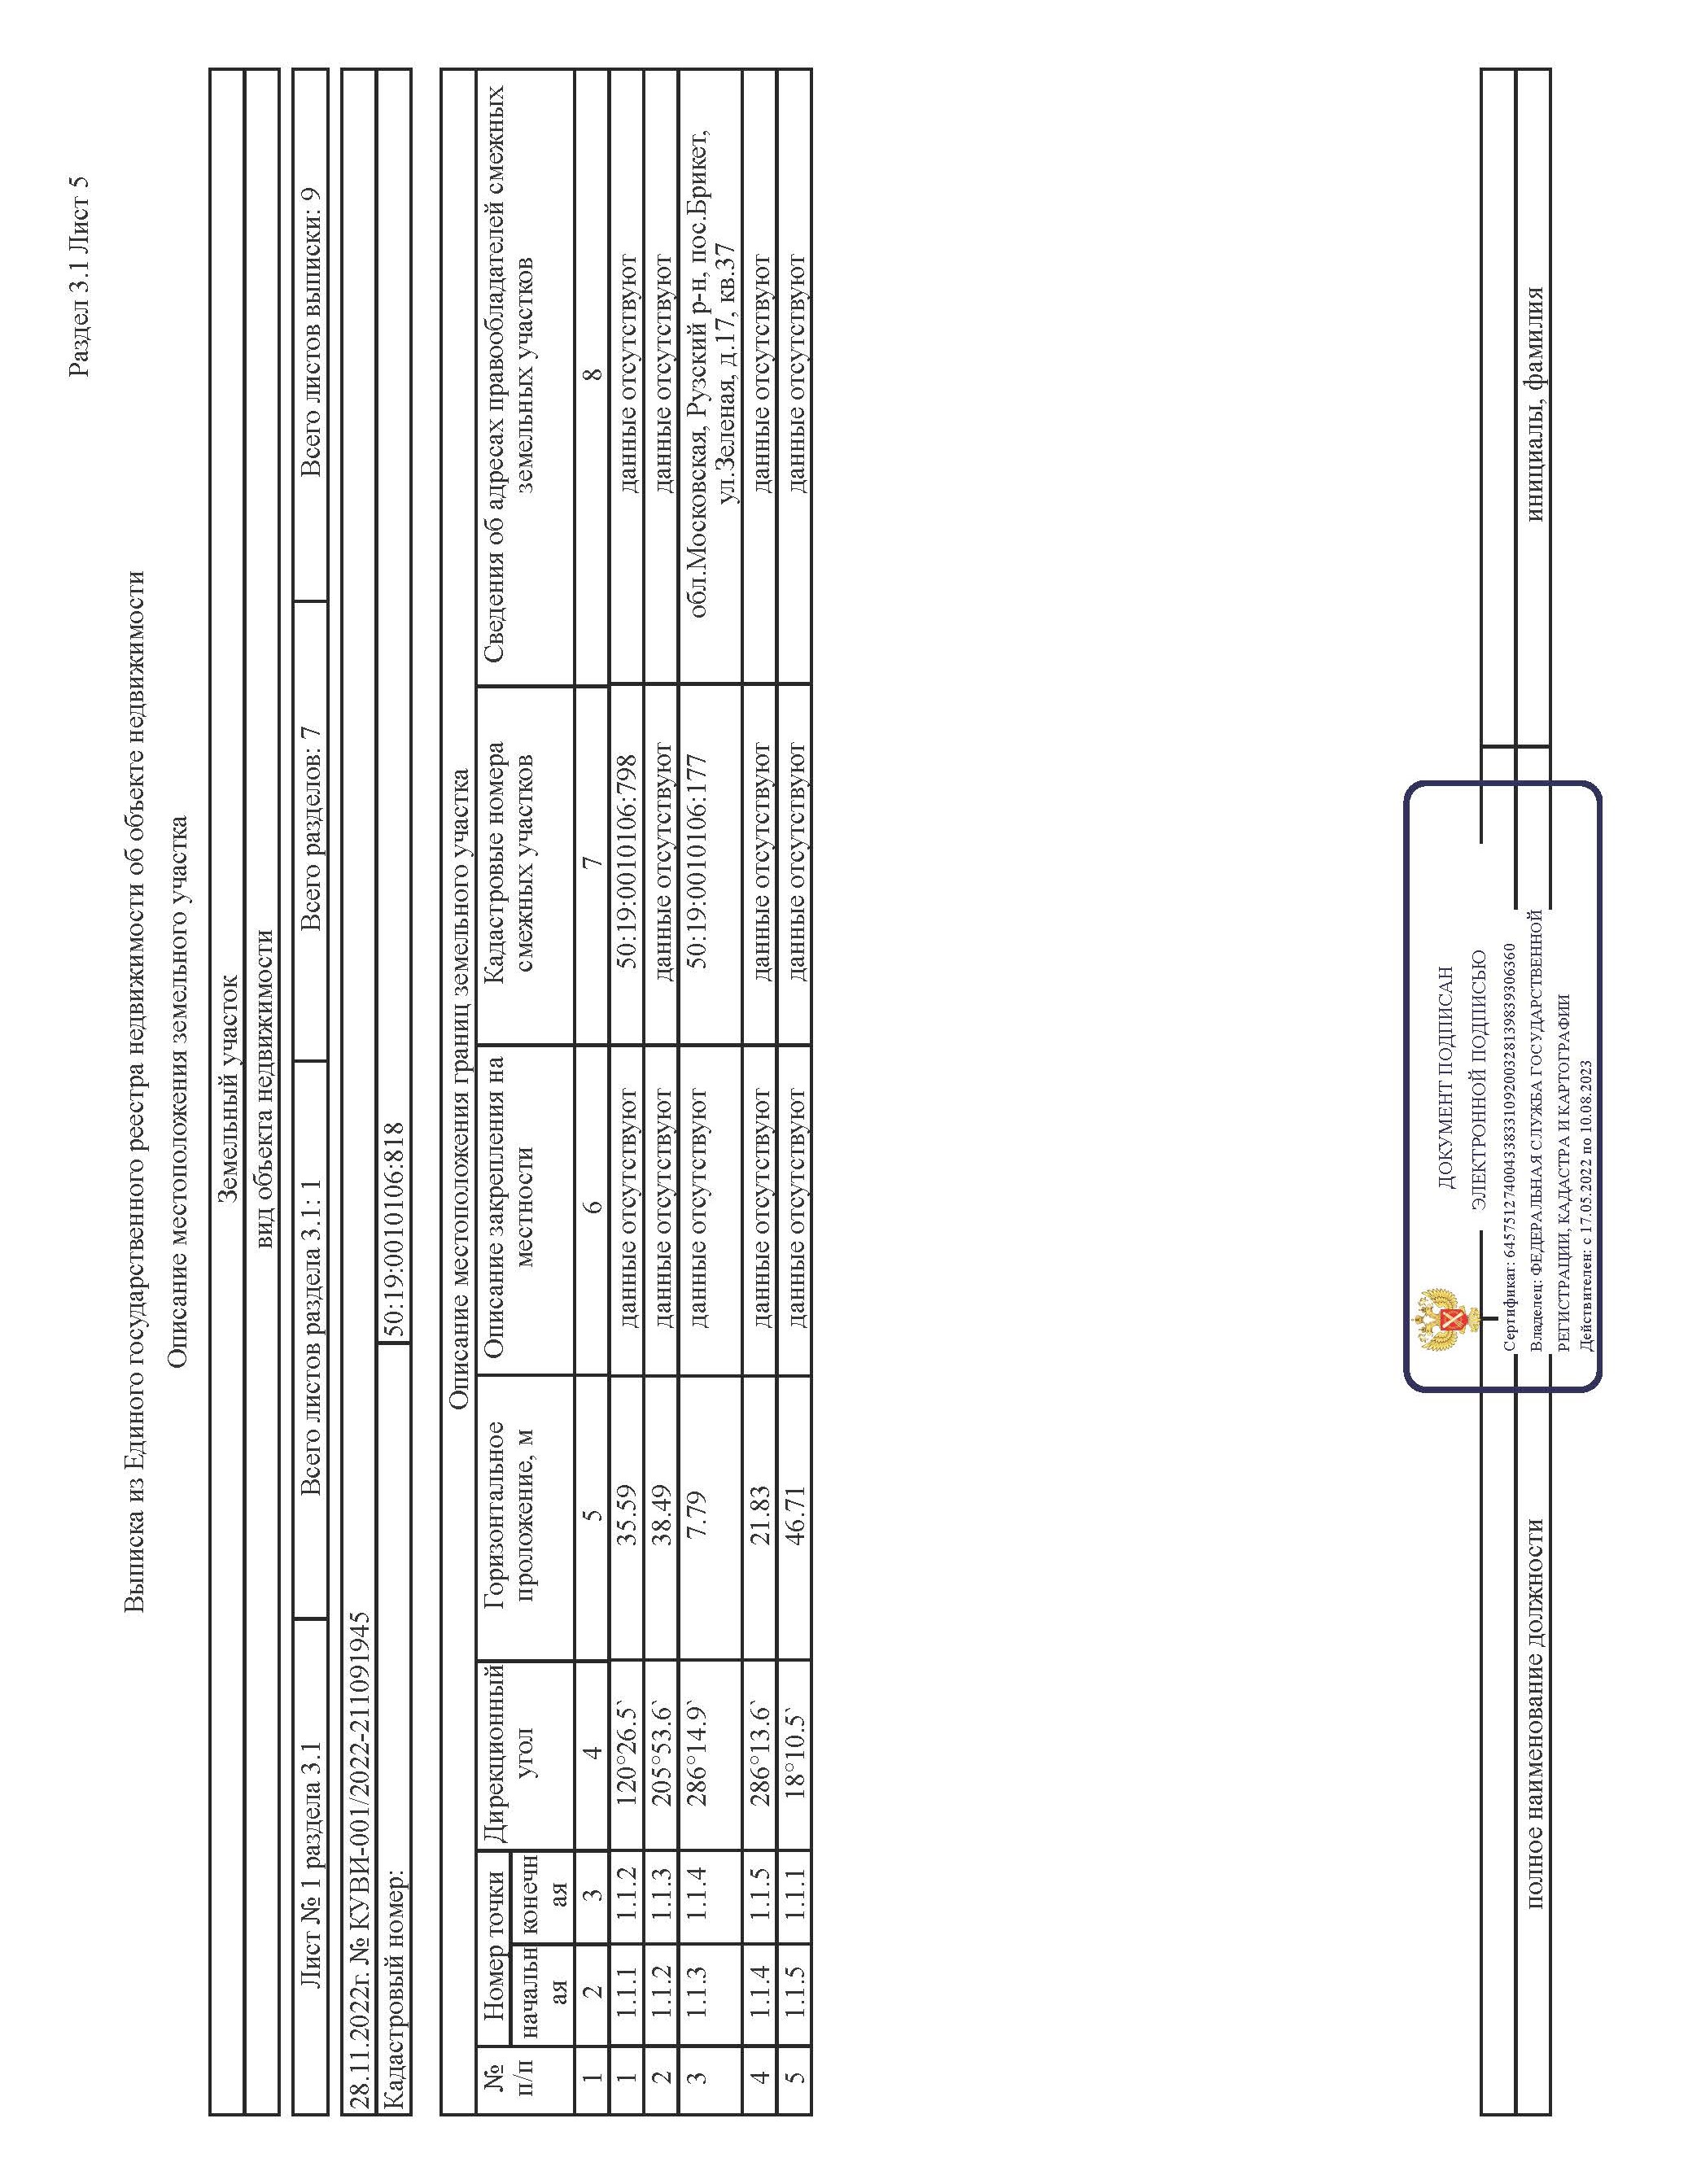 Раздел 3.1 Лист 5
Выписка из Единого государственного реестра недвижимости об объекте недвижимости
Описание местоположения земельного участка
Земельный участок
вид объекта недвижимости
Лист № 1 раздела 3.1 Всего листов раздела 3.1: 1 Всего разделов: 7 Всего листов выписки: 9
28.11.2022г. № КУВИ-001/2022-211091945
Кадастровый номер: 50:19:0010106:818
Описание местоположения границ земельного участка
№ Номер точки Дирекционный Горизонтальное Описание закрепления на Кадастровые номера Сведения об адресах правообладателей смежных
п/п начальн конечн угол проложение, м местности смежных участков земельных участков
ая ая
1 2 3 4 5 6 7 8
1 1.1.1 1.1.2 120°26.5` 35.59 данные отсутствуют 50:19:0010106:798 данные отсутствуют
2 1.1.2 1.1.3 205°53.6` 38.49 данные отсутствуют данные отсутствуют данные отсутствуют
3 1.1.3 1.1.4 286°14.9` 7.79 данные отсутствуют 50:19:0010106:177 обл.Московская, Рузский р-н, пос.Брикет,
ул.Зеленая, д.17, кв.37
4 1.1.4 1.1.5 286°13.6` 21.83 данные отсутствуют данные отсутствуют данные отсутствуют
5 1.1.5 1.1.1 18°10.5` 46.71 данные отсутствуют данные отсутствуют данные отсутствуют
ДОКУМЕНТ ПОДПИСАН
ЭЛЕКТРОННОЙ ПОДПИСЬЮ
Сертификат: 64575127400433833109200328139839306360
Владелец: ФЕДЕРАЛЬНАЯ СЛУЖБА ГОСУДАРСТВЕННОЙ
РЕГИСТРАЦИИ, КАДАСТРА И КАРТОГРАФИИ
Действителен: с 17.05.2022 по 10.08.2023
полное наименование должности инициалы, фамилия